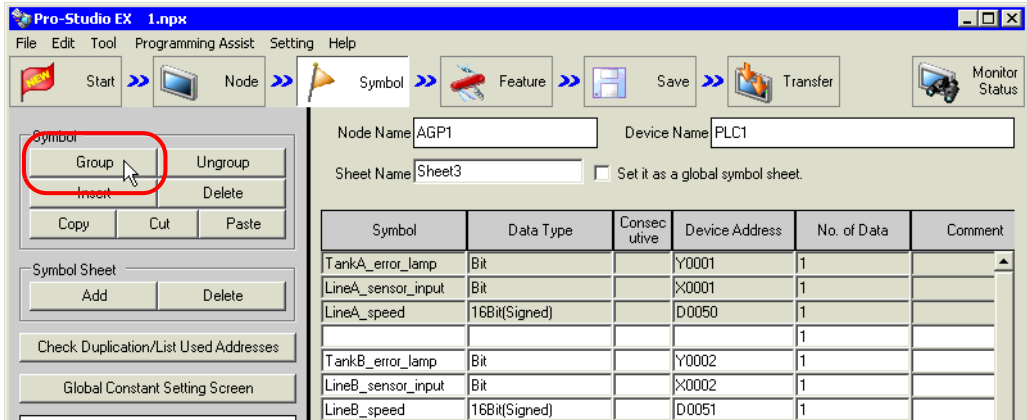 Pro-Studio EX 1.npx
File Edit Tool Programming Assist Setting Help
NEW Start Node Symbol Feature Save Transfer Monitor Status
Symbol
Group Ungroup
Insert Delete
Copy Cut Paste
Symbol Sheet
Add Delete
Check Duplication/List Used Addresses
Global Constant Setting Screen
Node Name AGP1 Device Name PLC1
Sheet Name Sheet3 Set it as a global symbol sheet.
Symbol Data Type Consecutive Device Address No. of Data Comment
TankA_error_lamp Bit Y0001 1
LineA_sensor_input Bit X0001 1
LineA_speed 16Bit(Signed) D0050 1
1
TankB_error_lamp Bit Y0002 1
LineB_sensor_input Bit X0002 1
LineB_speed 16Bit(Signed) D0051 1